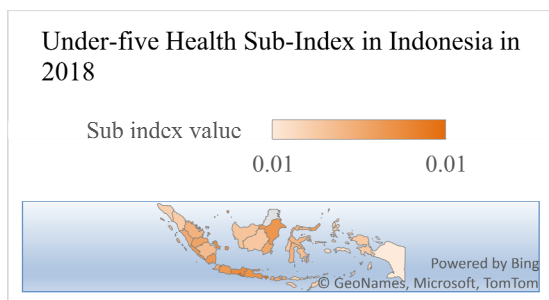 Under-five Health Sub-Index in Indonesia in
2018
Sub index value
0.01 0.01
Powered by Bing
© GeoNames, Microsoft, TomTom